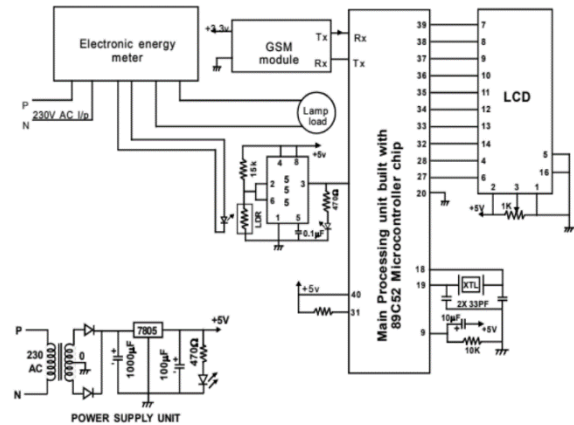 Electronic energy
meter
P
230V AC I/p
N
+3.3v
GSM
module
Tx
Rx
Rx
Tx
Lamp
load
Main Processing unit built with
89C52 Microcontroller chip
39
38
37
36
35
34
33
32
28
27
20
18
19
9
40
31
7
8
9
10
11
12
13
14
4
6
LCD
5
16
2
3
1
+5V
1K
15k
LDR
4
8
+5v
2
6
5
5
5
3
1
5
470Ω
0.1μF
+5v
XTL
2X 33PF
10μF
+
+5V
10K
P
230
AC
N
0
7805
+5V
+
-
1000μF
100μF
+
-
470Ω
POWER SUPPLY UNIT